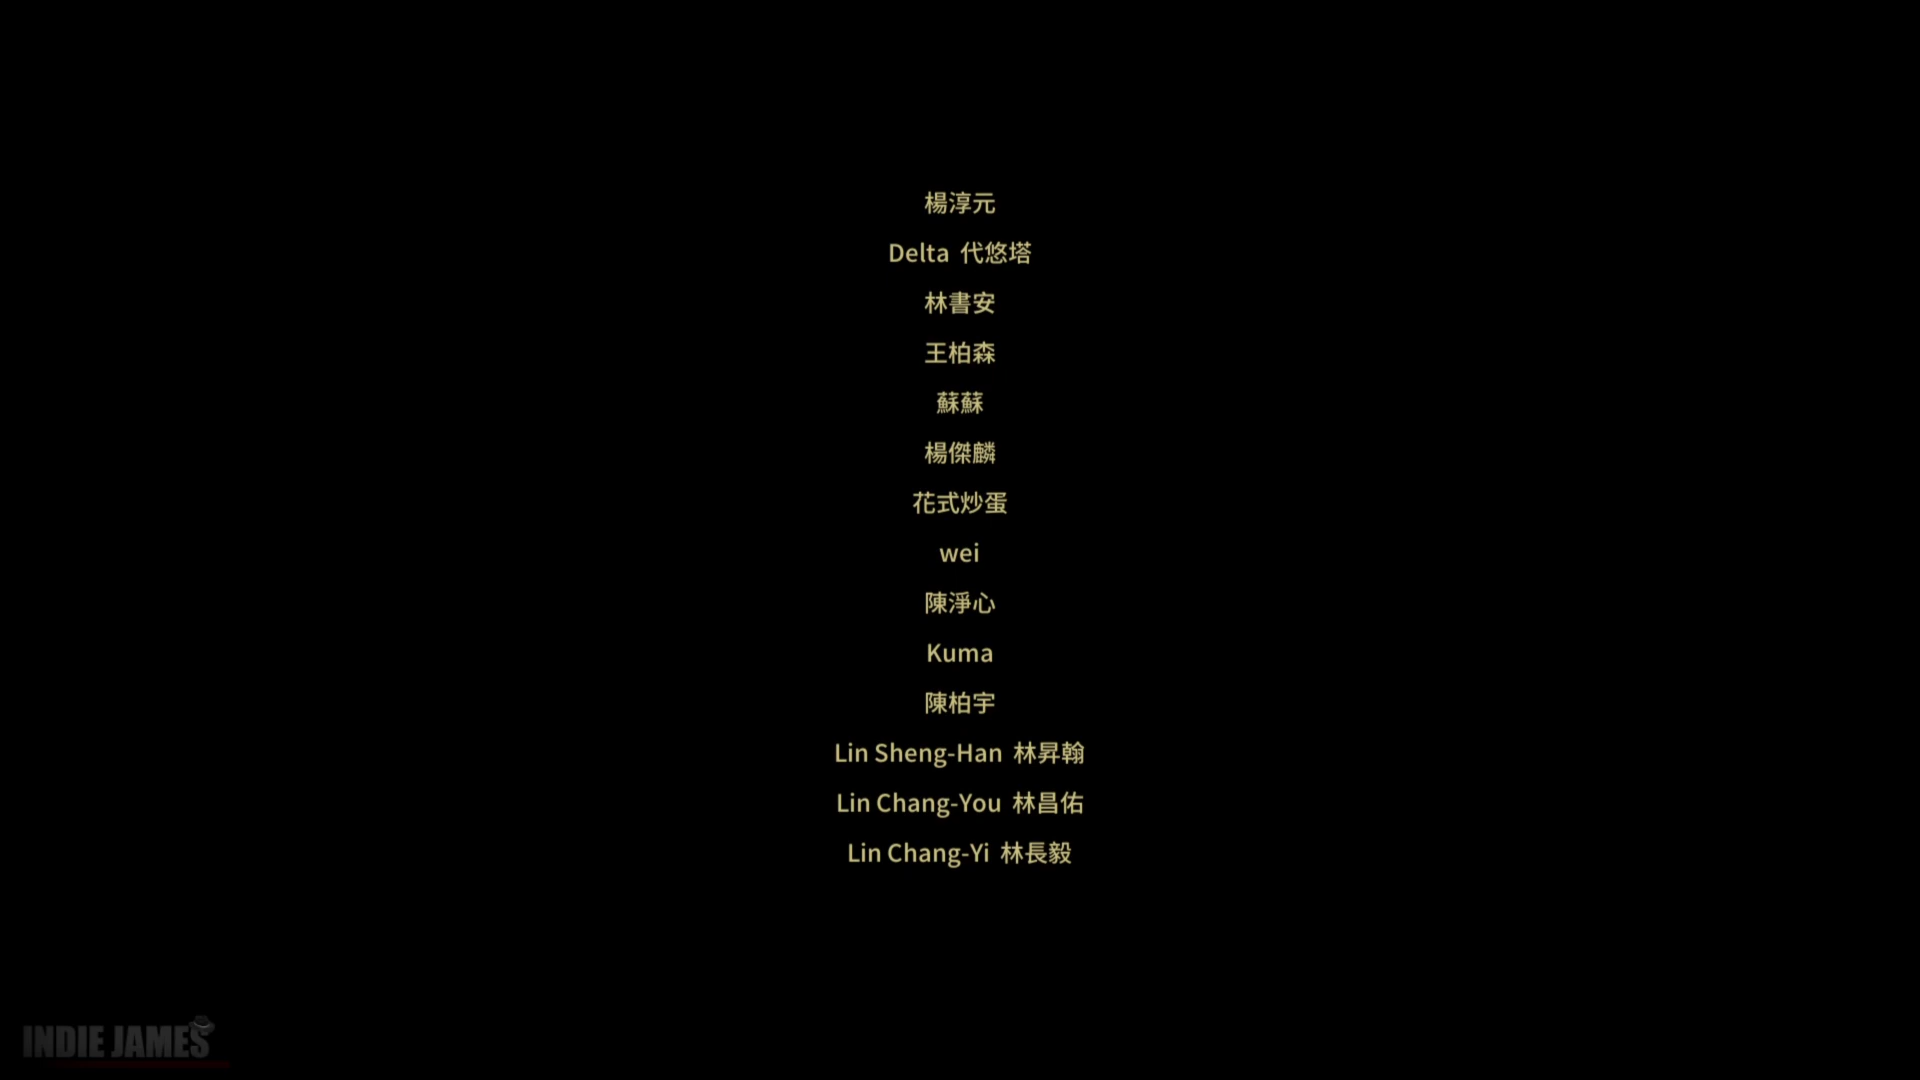 楊淳元
Delta 代悠塔
林書安
王柏森
蘇蘇
楊傑麟
花式炒蛋
wei
陳淨心
Kuma
陳柏宇
Lin Sheng-Han 林昇翰
Lin Chang-You 林昌佑
Lin Chang-Yi 林長毅
INDIE JAMES